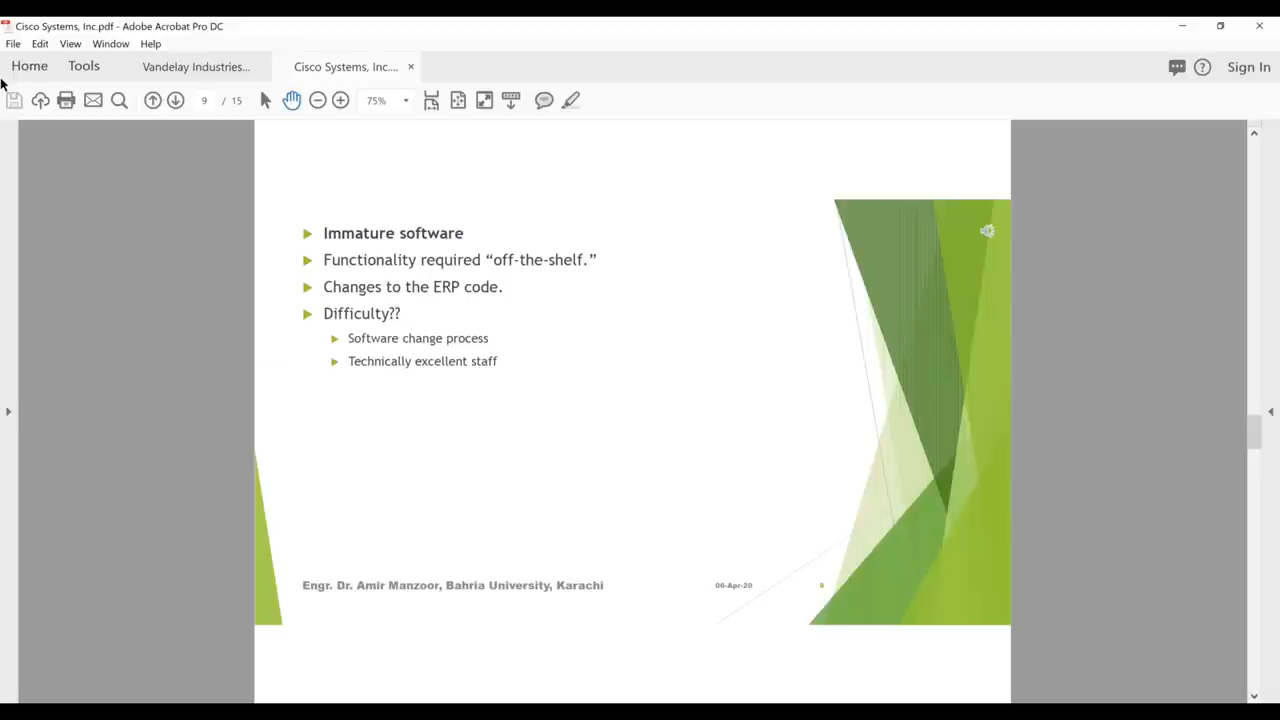 Cisco Systems, Inc.pdf - Adobe Acrobat Pro DC
File Edit View Window Help
Home Tools Vandelay Industries... Cisco Systems, Inc.... × Sign In
9 / 15 75%
Immature software
Functionality required “off-the-shelf.”
Changes to the ERP code.
Difficulty??
Software change process
Technically excellent staff
Engr. Dr. Amir Manzoor, Bahria University, Karachi 06-Apr-20 8